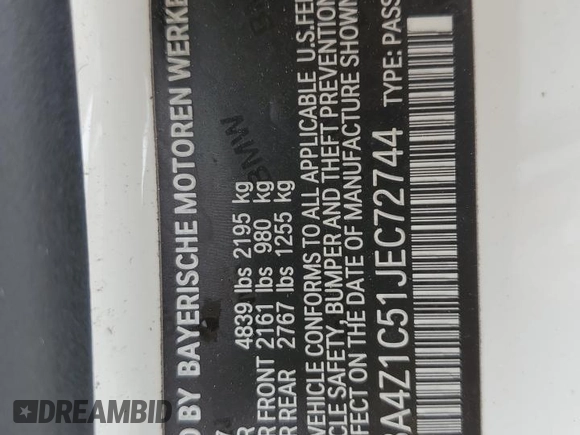 D BY BAYERISCHE MOTOREN WERKE
4839 lbs 2195 kg
R FRONT 2161 lbs 980 kg
R REAR 2767 lbs 1255 kg
VEHICLE CONFORMS TO ALL APPLICABLE U.S.FE
CLE SAFETY, BUMPER AND THEFT PREVENTION
FFECT ON THE DATE OF MANUFACTURE SHOWN
A4Z1C51JEC72744 TYPE: PASS
BMW
DREAMBID